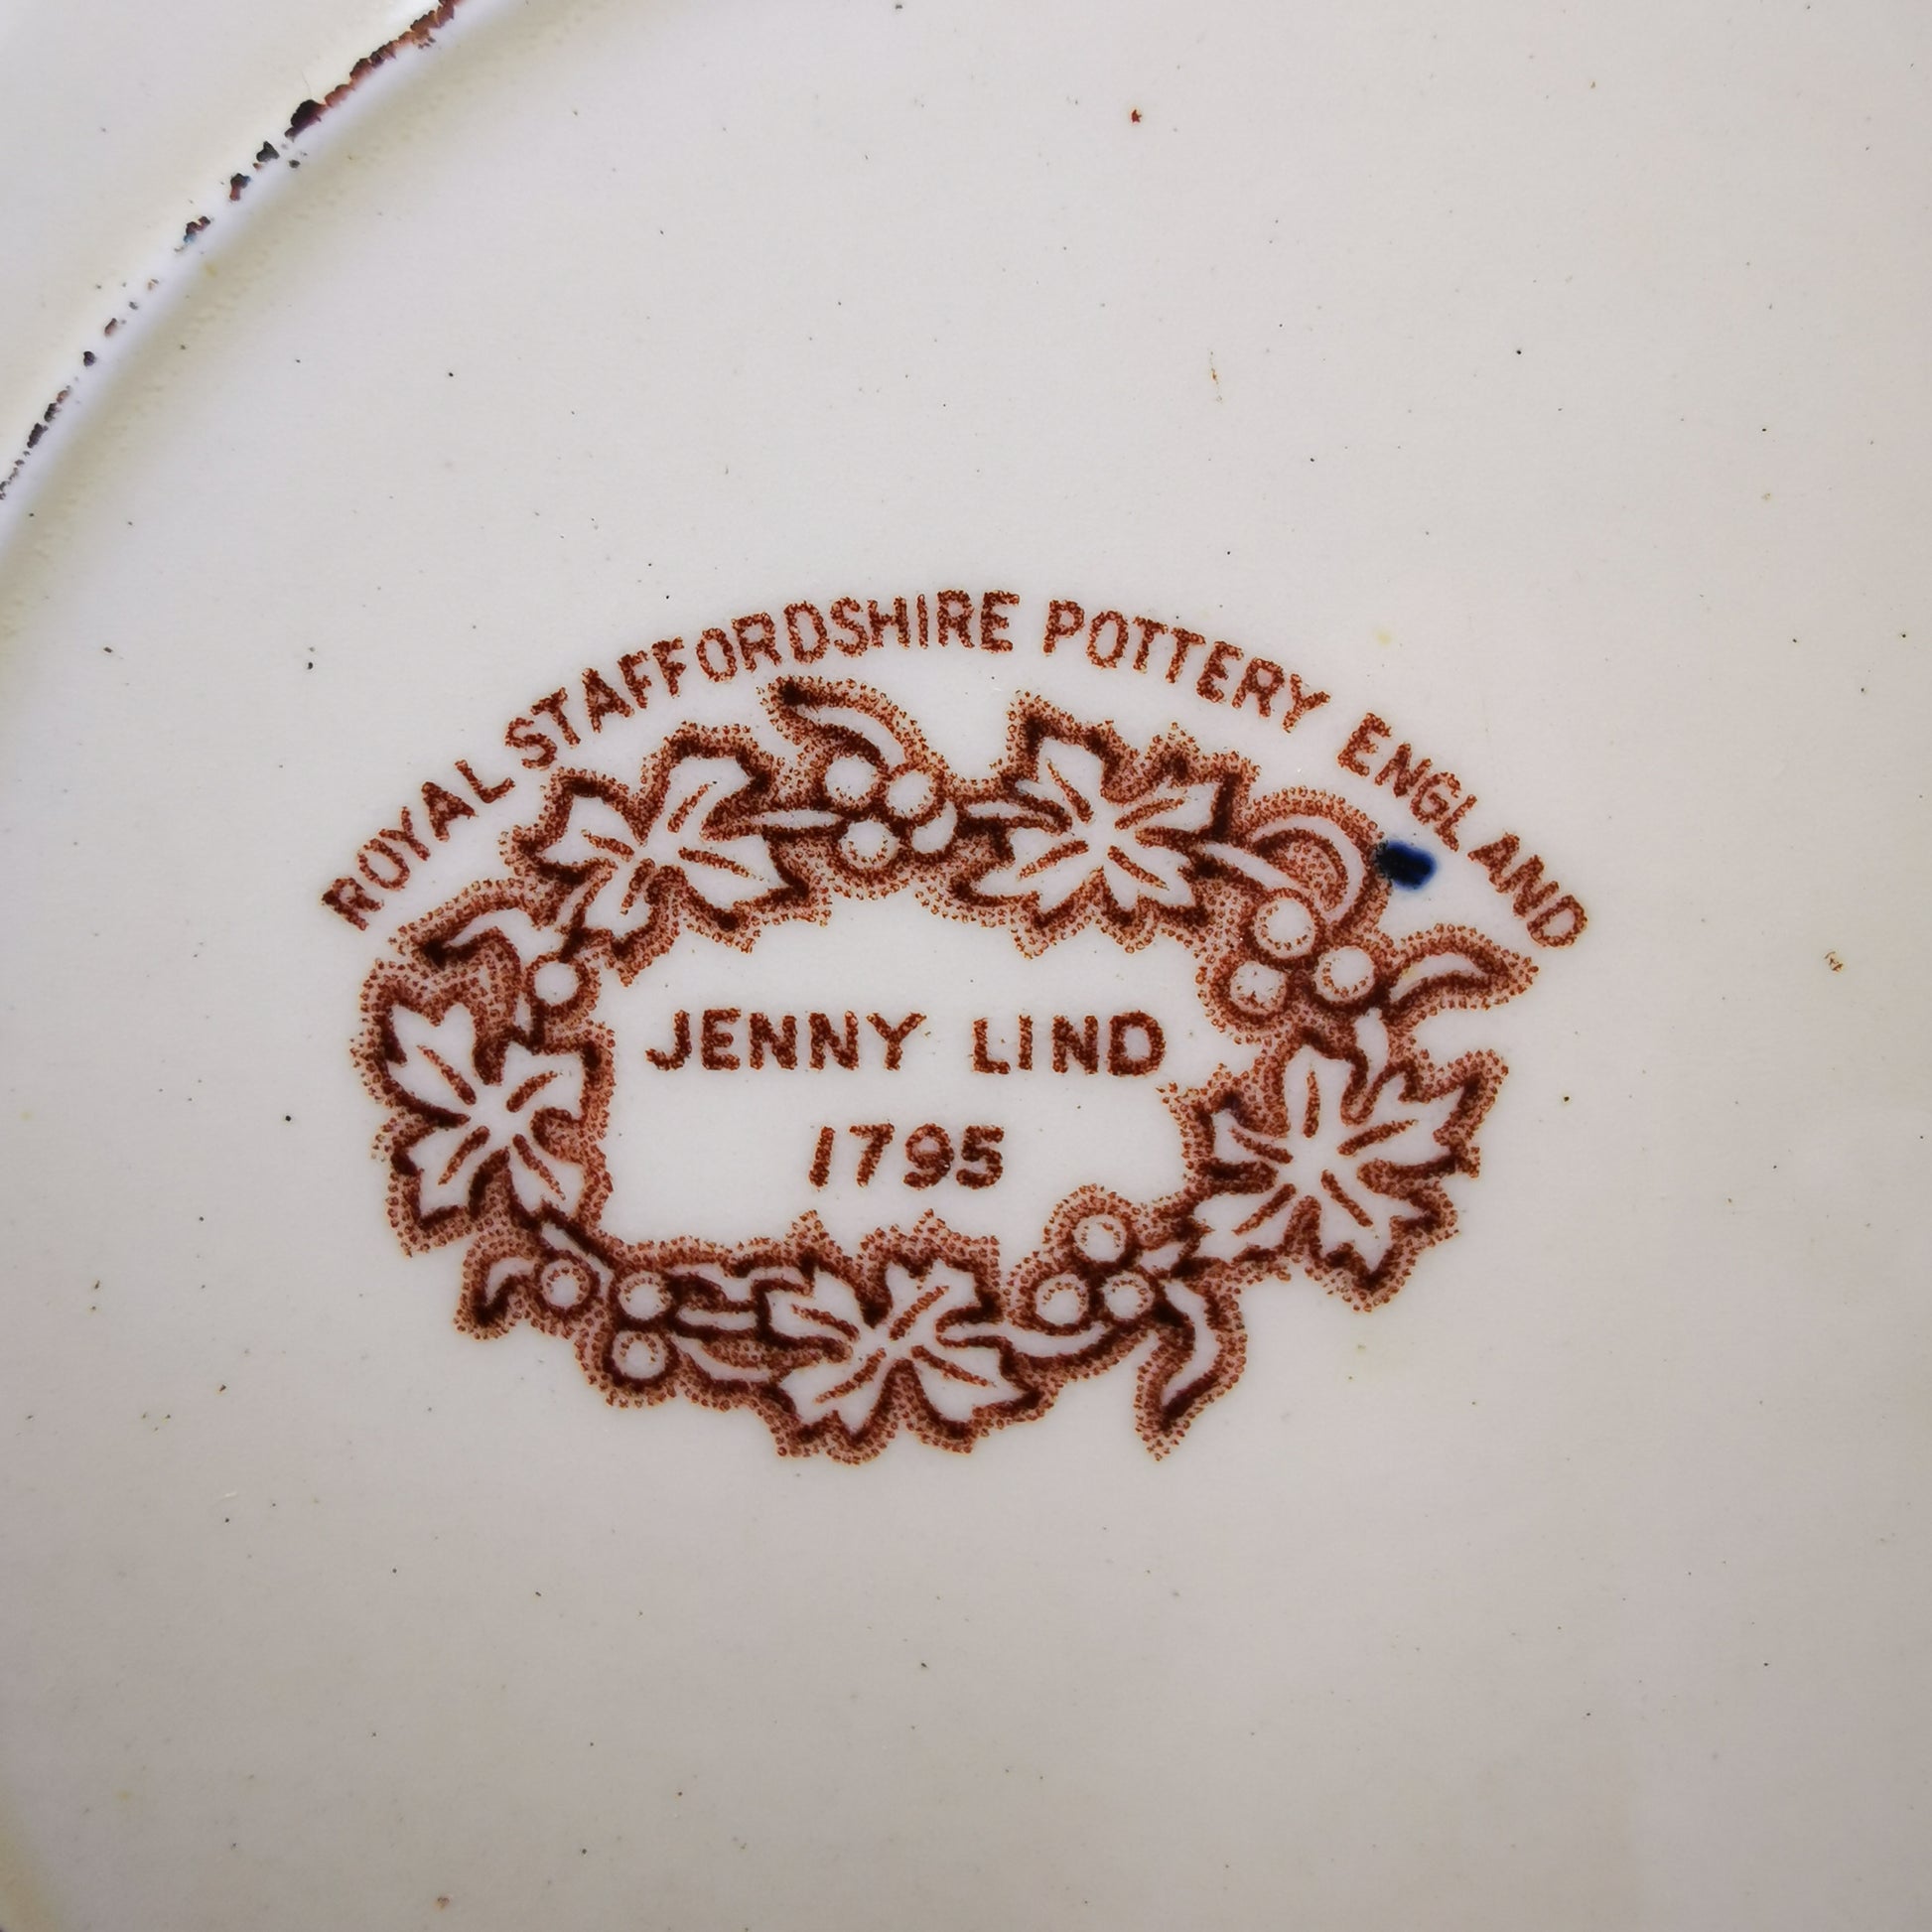 ROYAL STAFFORDSHIRE POTTERY ENGLAND
JENNY LIND
1795